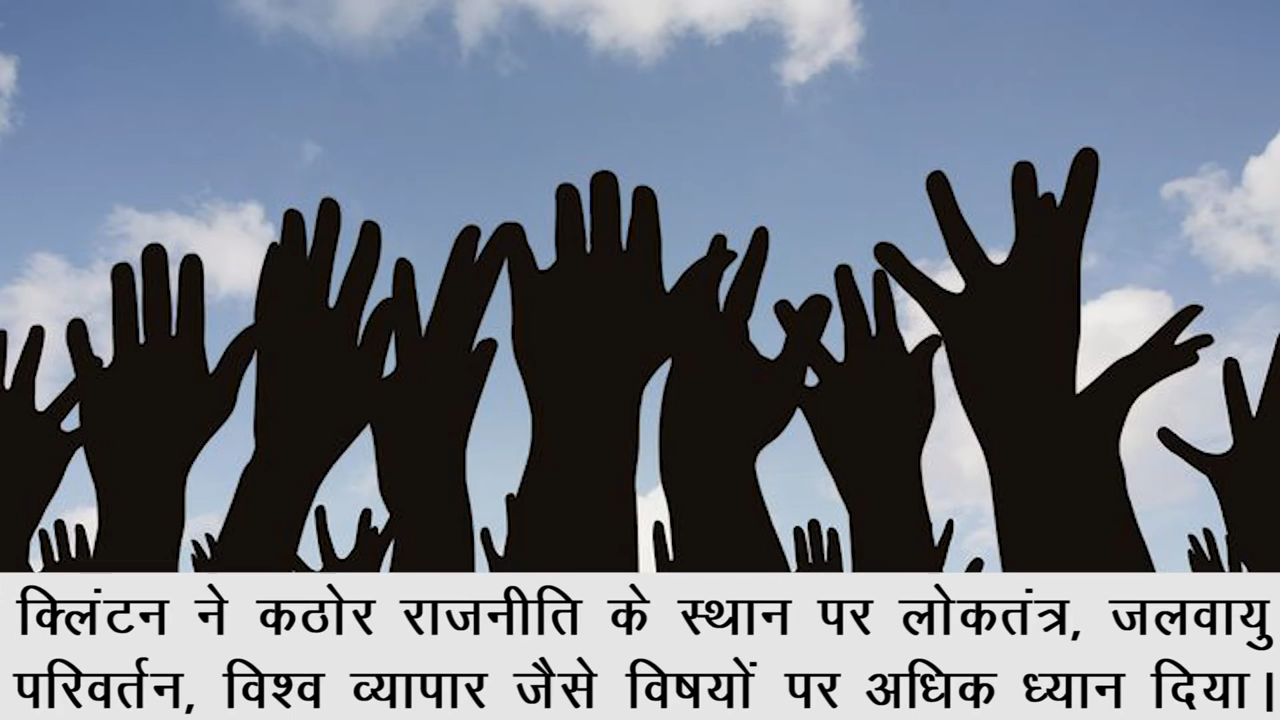 क्लिंटन ने कठोर राजनीति के स्थान पर लोकतंत्र, जलवायु
परिवर्तन, विश्व व्यापार जैसे विषयों पर अधिक ध्यान दिया।